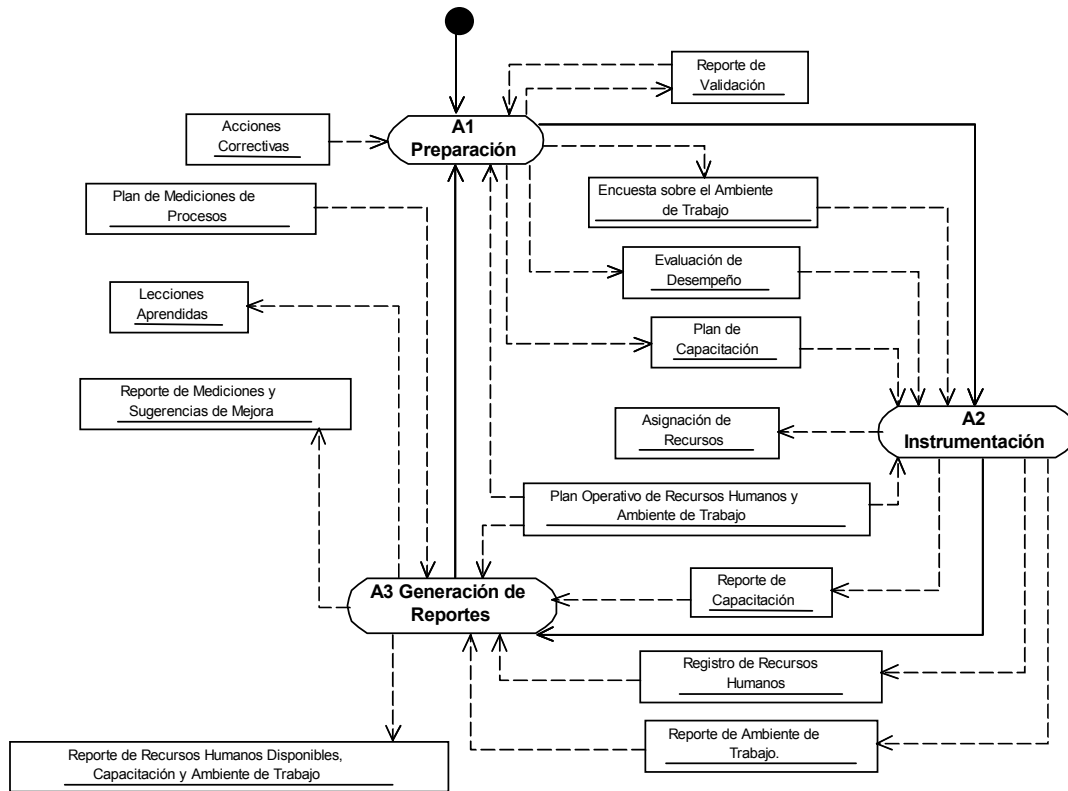 Reporte de
Validación
A1
Preparación
Acciones
Correctivas
Plan de Mediciones de
Procesos
Encuesta sobre el Ambiente
de Trabajo
Evaluación de
Desempeño
Lecciones
Aprendidas
Plan de
Capacitación
Reporte de Mediciones y
Sugerencias de Mejora
Asignación de
Recursos
A2
Instrumentación
Plan Operativo de Recursos Humanos y
Ambiente de Trabajo
A3 Generación de
Reportes
Reporte de
Capacitación
Registro de Recursos
Humanos
Reporte de Ambiente de
Trabajo.
Reporte de Recursos Humanos Disponibles,
Capacitación y Ambiente de Trabajo